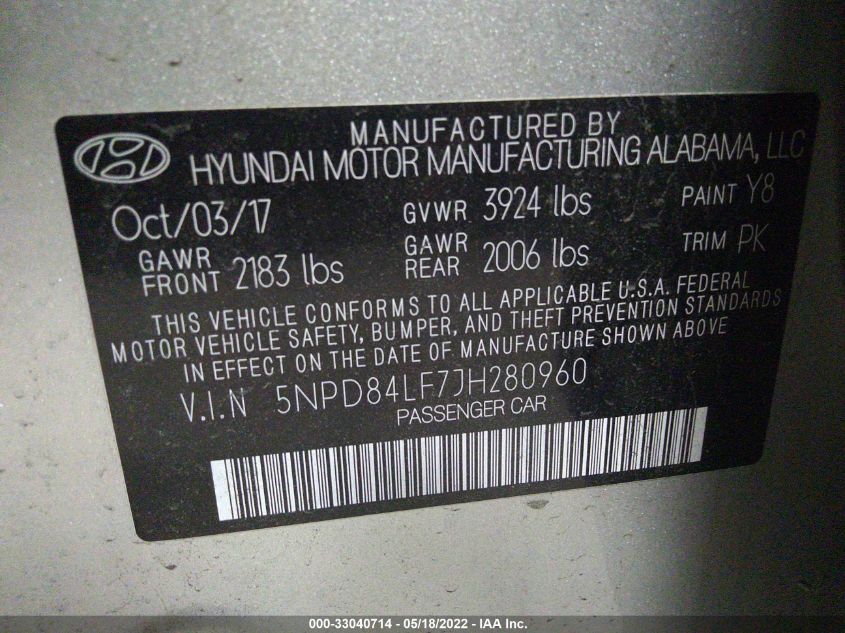 MANUFACTURED BY
HYUNDAI MOTOR MANUFACTURING ALABAMA, LLC
Oct/03/17 GVWR 3924 lbs PAINT Y8
GAWR FRONT 2183 lbs GAWR REAR 2006 lbs TRIM PK
THIS VEHICLE CONFORMS TO ALL APPLICABLE U.S.A. FEDERAL
MOTOR VEHICLE SAFETY, BUMPER, AND THEFT PREVENTION STANDARDS
IN EFFECT ON THE DATE OF MANUFACTURE SHOWN ABOVE
V.I.N 5NPD84LF7JH280960
PASSENGER CAR
000-33040714 - 05/18/2022 - IAA Inc.